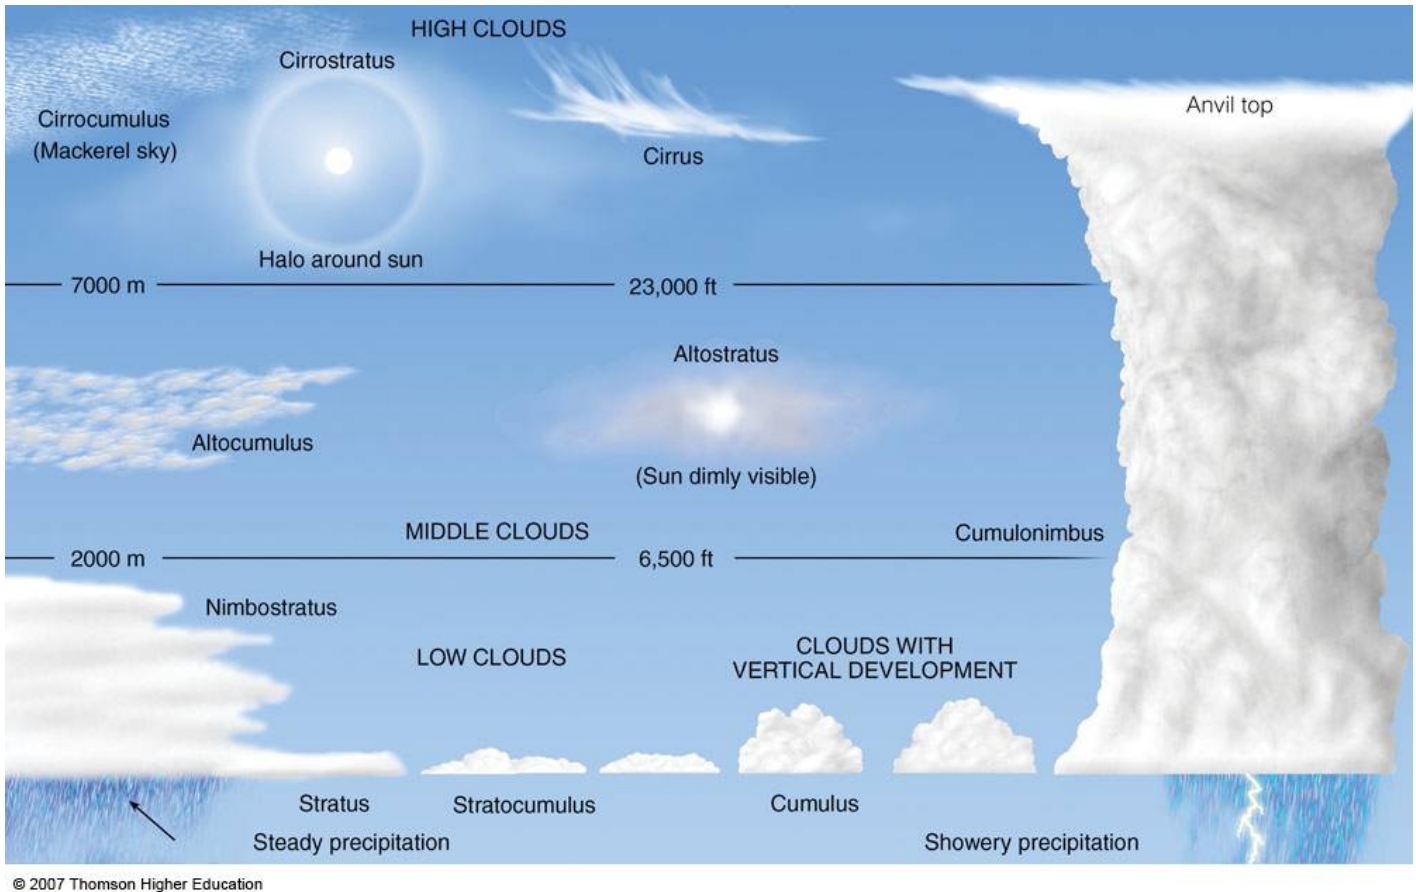 HIGH CLOUDS
Cirrostratus
Cirrocumulus
(Mackerel sky)
Cirrus
Anvil top
Halo around sun
7000 m
23,000 ft
Altostratus
Altocumulus
(Sun dimly visible)
MIDDLE CLOUDS
Cumulonimbus
2000 m
6,500 ft
Nimbostratus
LOW CLOUDS
CLOUDS WITH
VERTICAL DEVELOPMENT
Stratus
Stratocumulus
Cumulus
Steady precipitation
Showery precipitation
© 2007 Thomson Higher Education